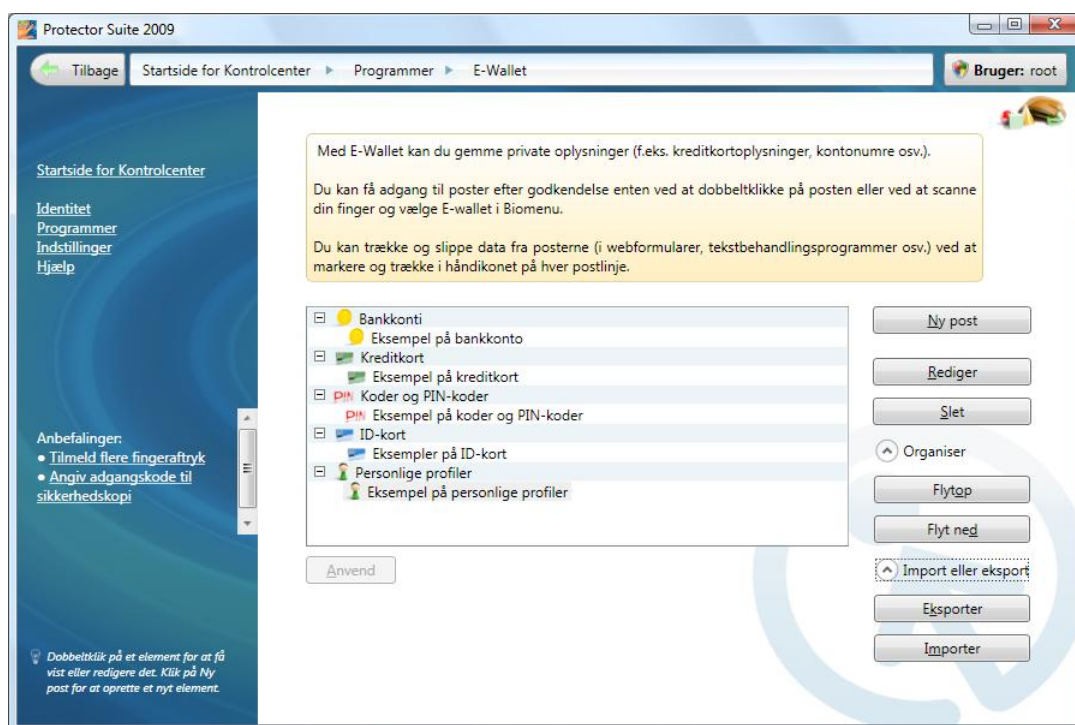 Protector Suite 2009
Tilbage
Startside for Kontrolcenter
Programmer
E-Wallet
Bruger: root
Startside for Kontrolcenter
Identitet
Programmer
Indstillinger
Hjælp
Anbefalinger:
• Tilmeld flere fingeraftryk
• Angiv adgangskode til
sikkerhedskopi
Dobbeltklik på et element for at få
vist eller redigere det. Klik på Ny
post for at oprette et nyt element.
Med E-Wallet kan du gemme private oplysninger (f.eks. kreditkortoplysninger, kontonumre osv.).
Du kan få adgang til poster efter godkendelse enten ved at dobbeltklikke på posten eller ved at scanne
din finger og vælge E-wallet i Biomenu.
Du kan trække og slippe data fra posterne (i webformularer, tekstbehandlingsprogrammer osv.) ved at
markere og trække i håndikonet på hver postlinje.
Bankkonti
Eksempel på bankkonto
Kreditkort
Eksempel på kreditkort
PIN Koder og PIN-koder
PIN Eksempel på koder og PIN-koder
ID-kort
Eksempler på ID-kort
Personlige profiler
Eksempel på personlige profiler
Anvend
Ny post
Rediger
Slet
Organiser
Flytop
Flyt ned
Import eller eksport
Eksporter
Importer